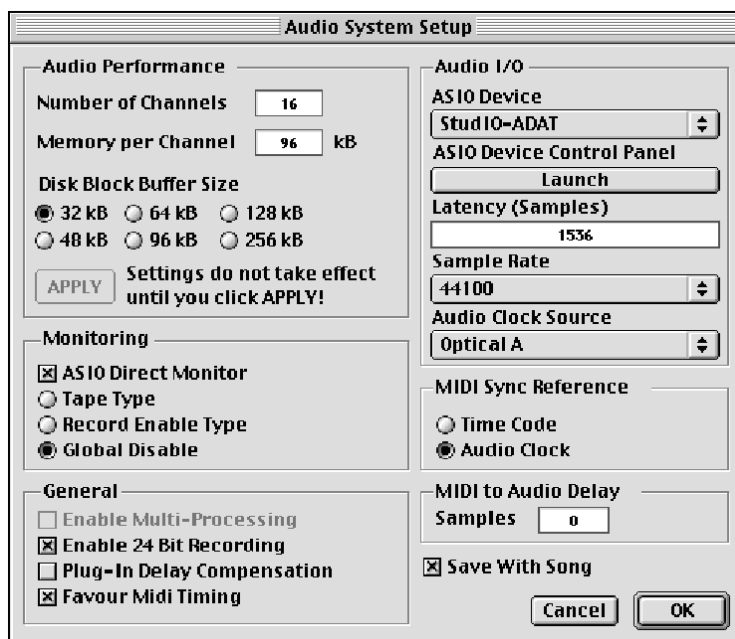 Audio System Setup
Audio Performance
Number of Channels 16
Memory per Channel 96 kB
Disk Block Buffer Size
32 kB 64 kB 128 kB
48 kB 96 kB 256 kB
APPLY
Settings do not take effect
until you click APPLY!
Monitoring
ASIO Direct Monitor
Tape Type
Record Enable Type
Global Disable
General
Enable Multi-Processing
Enable 24 Bit Recording
Plug-In Delay Compensation
Favour Midi Timing
Audio I/O
ASIO Device
StudIO-ADAT
ASIO Device Control Panel
Launch
Latency (Samples)
1536
Sample Rate
44100
Audio Clock Source
Optical A
MIDI Sync Reference
Time Code
Audio Clock
MIDI to Audio Delay
Samples 0
Save With Song
Cancel OK